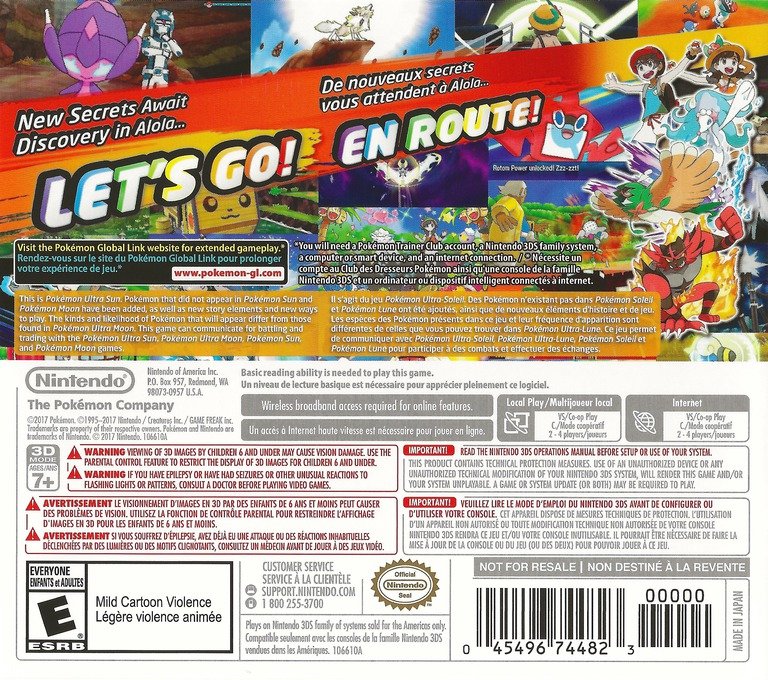 New Secrets Await
Discovery in Alola...
LET'S GO!
De nouveaux secrets
vous attendent à Alola...
EN ROUTE!
Rotom Power unlocked! Zzz-zzt!
Visit the Pokémon Global Link website for extended gameplay.*
Rendez-vous sur le site du Pokémon Global Link pour prolonger
votre expérience de jeu.*
www.pokemon-gl.com
*You will need a Pokémon Trainer Club account, a Nintendo 3DS family system,
a computer or smart device, and an internet connection. /* Nécessite un
compte au Club des Dresseurs Pokémon ainsi qu'une console de la famille
Nintendo 3DS et un ordinateur ou dispositif intelligent connectés à internet.
This is Pokémon Ultra Sun. Pokémon that did not appear in Pokémon Sun and
Pokémon Moon have been added, as well as new story elements and new ways
to play. The kinds and likelihood of Pokémon that will appear differ from those
found in Pokémon Ultra Moon. This game can communicate for battling and
trading with the Pokémon Ultra Sun, Pokémon Ultra Moon, Pokémon Sun,
and Pokémon Moon games.
Il s'agit du jeu Pokémon Ultra-Soleil. Des Pokémon n'existant pas dans Pokémon Soleil
et Pokémon Lune ont été ajoutés, ainsi que de nouveaux éléments d'histoire et de jeu.
Les espèces des Pokémon présents dans ce jeu et leur fréquence d'apparition sont
différentes de celles que vous pouvez trouver dans Pokémon Ultra-Lune. Ce jeu permet
de communiquer avec Pokémon Ultra-Soleil, Pokémon Ultra-Lune, Pokémon Soleil et
Pokémon Lune pour participer à des combats et effectuer des échanges.
Nintendo
Nintendo of America Inc.
P.O. Box 957, Redmond, WA
98073-0957 U.S.A.
The Pokémon Company
©2017 Pokémon. ©1995–2017 Nintendo / Creatures Inc. / GAME FREAK inc.
Trademarks are property of their respective owners. Pokémon and Nintendo are
trademarks of Nintendo. © 2017 Nintendo. 106610A
Basic reading ability is needed to play this game.
Un niveau de lecture basique est nécessaire pour apprécier pleinement ce logiciel.
Wireless broadband access required for online features.
Un accès à Internet haute vitesse est nécessaire pour jouer en ligne.
Local Play/Multijoueur local
VS/Co-op Play
C/Mode coopératif
2 - 4 players/joueurs
Internet
VS/Co-op Play
C/Mode coopératif
2 - 4 players/joueurs
3D
MODE
AGES/ANS
7+
WARNING VIEWING OF 3D IMAGES BY CHILDREN 6 AND UNDER MAY CAUSE VISION DAMAGE. USE THE
PARENTAL CONTROL FEATURE TO RESTRICT THE DISPLAY OF 3D IMAGES FOR CHILDREN 6 AND UNDER.
WARNING IF YOU HAVE EPILEPSY OR HAVE HAD SEIZURES OR OTHER UNUSUAL REACTIONS TO
FLASHING LIGHTS OR PATTERNS, CONSULT A DOCTOR BEFORE PLAYING VIDEO GAMES.
AVERTISSEMENT LE VISIONNEMENT D'IMAGES EN 3D PAR DES ENFANTS DE 6 ANS ET MOINS PEUT CAUSER
DES PROBLÈMES DE VISION. UTILISEZ LA FONCTION DE CONTRÔLE PARENTAL POUR RESTREINDRE L'AFFICHAGE
D'IMAGES EN 3D POUR LES ENFANTS DE 6 ANS ET MOINS.
AVERTISSEMENT SI VOUS SOUFFREZ D'ÉPILEPSIE, AVEZ DÉJÀ EU UNE ATTAQUE OU DES RÉACTIONS INHABITUELLES
DÉCLENCHÉES PAR DES LUMIÈRES OU DES MOTIFS CLIGNOTANTS, CONSULTEZ UN MÉDECIN AVANT DE JOUER À DES JEUX VIDÉO.
IMPORTANT! READ THE NINTENDO 3DS OPERATIONS MANUAL BEFORE SETUP OR USE OF YOUR SYSTEM.
THIS PRODUCT CONTAINS TECHNICAL PROTECTION MEASURES. USE OF AN UNAUTHORIZED DEVICE OR ANY
UNAUTHORIZED TECHNICAL MODIFICATION OF YOUR NINTENDO 3DS SYSTEM, WILL RENDER THIS GAME AND/OR
YOUR SYSTEM UNPLAYABLE. A GAME OR SYSTEM UPDATE (OR BOTH) MAY BE REQUIRED TO PLAY.
IMPORTANT! VEUILLEZ LIRE LE MODE D'EMPLOI DU NINTENDO 3DS AVANT DE CONFIGURER OU
D'UTILISER VOTRE CONSOLE. CET APPAREIL DISPOSE DE MESURES TECHNIQUES DE PROTECTION. L'UTILISATION
D'UN APPAREIL NON AUTORISÉ OU TOUTE MODIFICATION TECHNIQUE NON AUTORISÉE DE VOTRE CONSOLE
NINTENDO 3DS RENDRA CE JEU ET/OU VOTRE CONSOLE INUTILISABLE. IL POURRAIT ÊTRE NÉCESSAIRE DE FAIRE LA
MISE À JOUR DE LA CONSOLE OU DU JEU (OU DES DEUX) POUR POUVOIR JOUER À CE JEU.
EVERYONE
ENFANTS et ADULTES
E
ESRB
Mild Cartoon Violence
Légère violence animée
CUSTOMER SERVICE
SERVICE À LA CLIENTÈLE
SUPPORT.NINTENDO.COM
1 800 255-3700
Official
Nintendo
Seal
Plays on Nintendo 3DS family of systems sold for the Americas only.
Compatible seulement avec les consoles de la famille Nintendo 3DS
vendues dans les Amériques. 106610A
NOT FOR RESALE | NON DESTINÉ À LA REVENTE
00000
0 45496 74482 3
MADE IN JAPAN